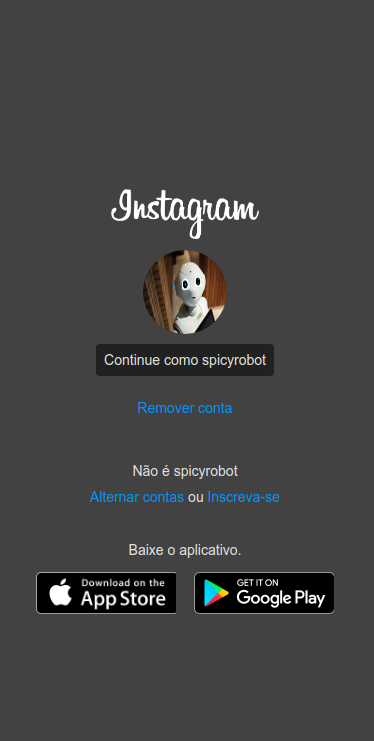 Instagram
Continue como spicyrobot
Remover conta
Não é spicyrobot
Alternar contas ou Inscreva-se
Baixe o aplicativo.
Download on the
App Store
GET IT ON
Google Play